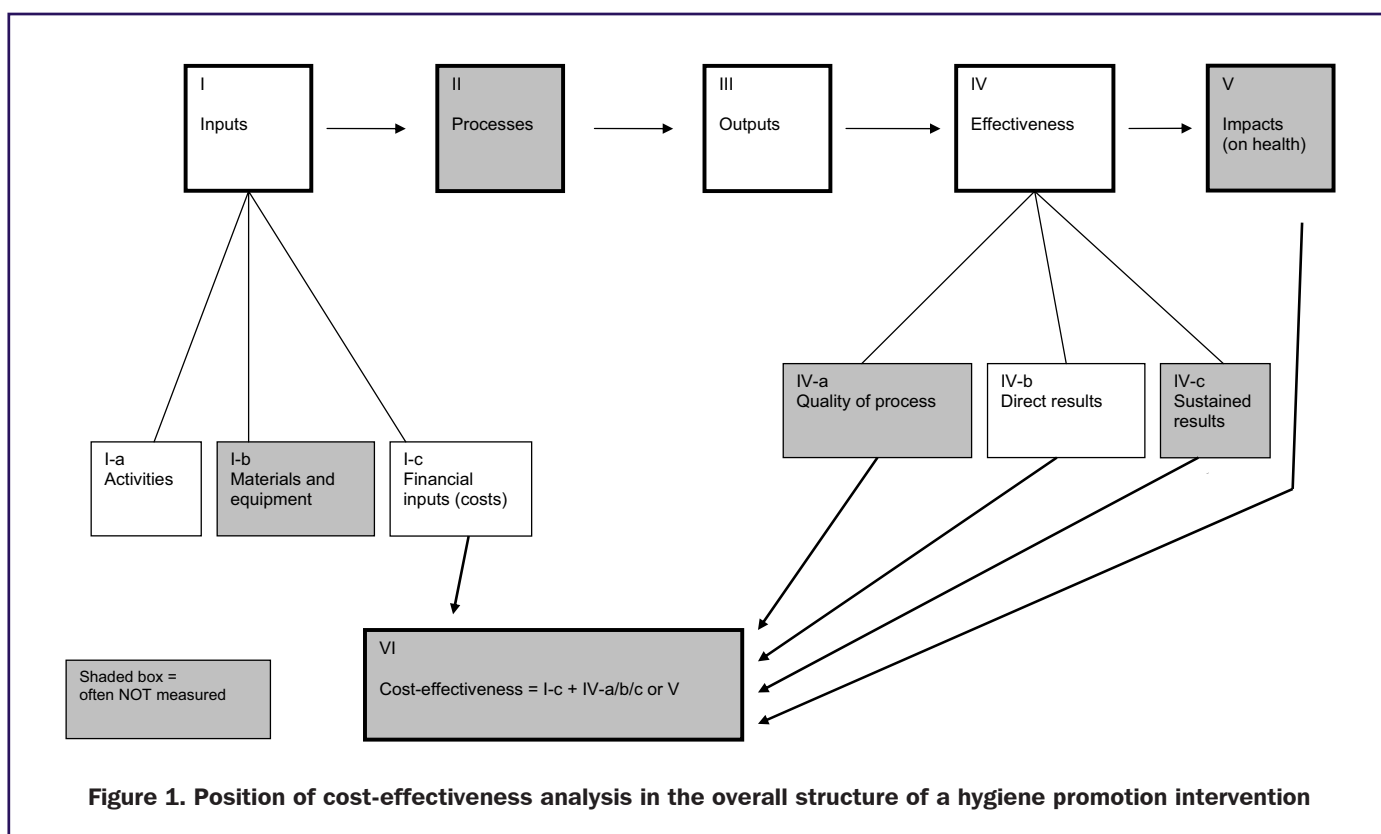 I
Inputs
II
Processes
III
Outputs
IV
Effectiveness
V
Impacts
(on health)
IV-a
Quality of process
IV-b
Direct results
IV-c
Sustained
results
I-a
Activities
I-b
Materials and
equipment
I-c
Financial
inputs (costs)
VI
Cost-effectiveness = I-c + IV-a/b/c or V
Shaded box =
often NOT measured
Figure 1. Position of cost-effectiveness analysis in the overall structure of a hygiene promotion intervention